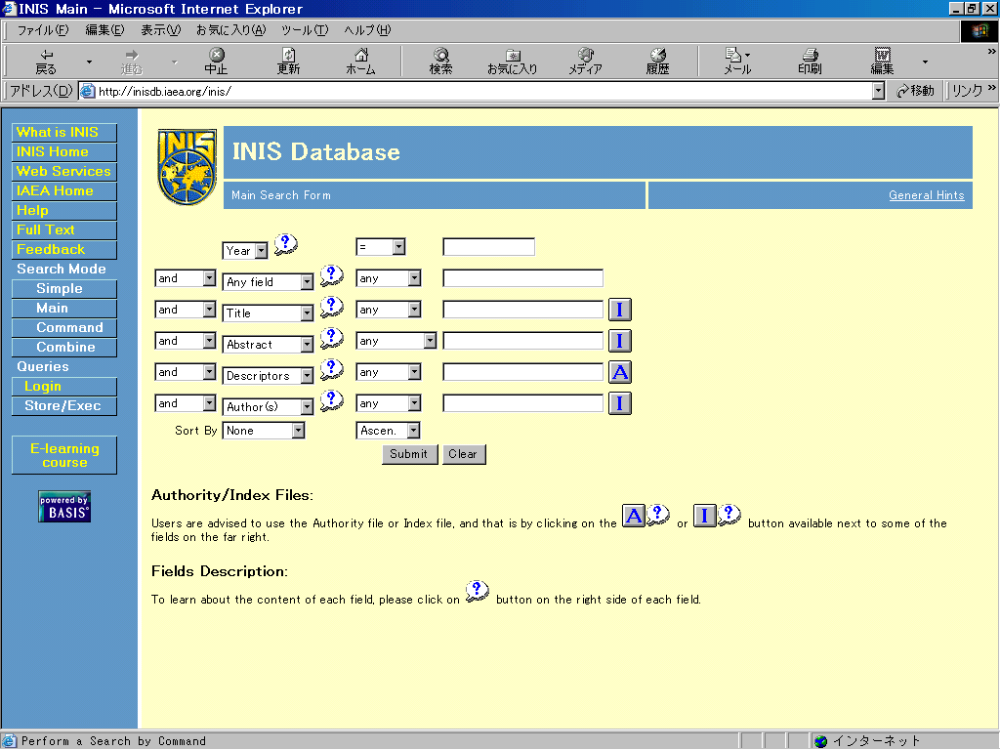 INIS Main - Microsoft Internet Explorer
ファイル(F) 編集(E) 表示(V) お気に入り(A) ツール(T) ヘルプ(H)
戻る 進む 中止 更新 ホーム 検索 お気に入り メディア 履歴 メール 印刷 編集
アドレス(D) http://inisdb.iaea.org/inis/ 移動 リンク
What is INIS
INIS Home
Web Services
IAEA Home
Help
Full Text
Feedback
Search Mode
Simple
Main
Command
Combine
Queries
Login
Store/Exec
E-learning
course
powered by
BASIS
INIS
INIS Database
Main Search Form General Hints
Year ? =
and Any field ? any
and Title ? any I
and Abstract ? any I
and Descriptors ? any A
and Author(s) ? any I
Sort By None Ascen.
Submit Clear
Authority/Index Files:
Users are advised to use the Authority file or Index file, and that is by clicking on the A ? or I ? button available next to some of the
fields on the far right.
Fields Description:
To learn about the content of each field, please click on ? button on the right side of each field.
Perform a Search by Command インターネット